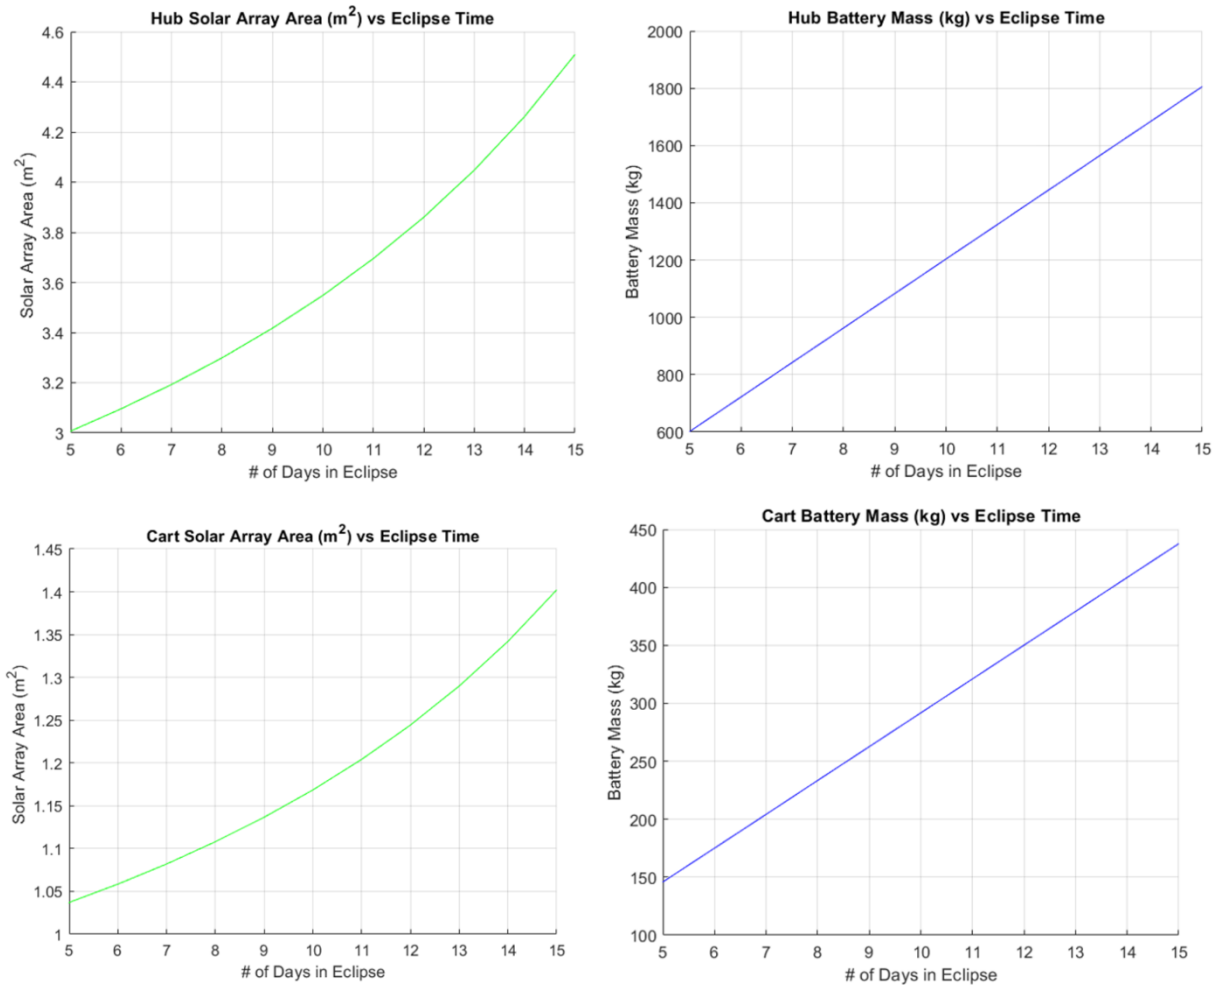 Hub Solar Array Area (m²) vs Eclipse Time
4.6
4.4
4.2
4
3.8
3.6
3.4
3.2
3
Solar Array Area (m²)
5 6 7 8 9 10 11 12 13 14 15
# of Days in Eclipse
Hub Battery Mass (kg) vs Eclipse Time
2000
1800
1600
1400
1200
1000
800
600
Battery Mass (kg)
5 6 7 8 9 10 11 12 13 14 15
# of Days in Eclipse
Cart Solar Array Area (m²) vs Eclipse Time
1.45
1.4
1.35
1.3
1.25
1.2
1.15
1.1
1.05
1
Solar Array Area (m²)
5 6 7 8 9 10 11 12 13 14 15
# of Days in Eclipse
Cart Battery Mass (kg) vs Eclipse Time
450
400
350
300
250
200
150
100
Battery Mass (kg)
5 6 7 8 9 10 11 12 13 14 15
# of Days in Eclipse